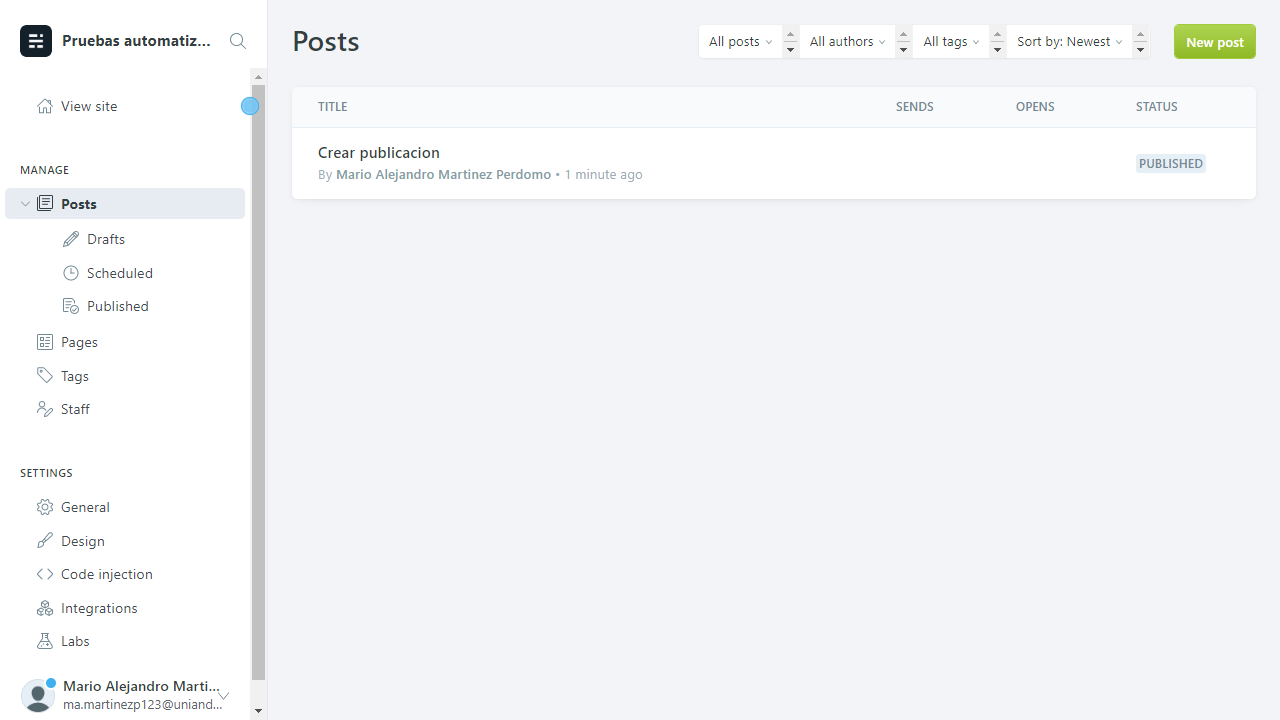 Pruebas automatiz...
View site
MANAGE
Posts
Drafts
Scheduled
Published
Pages
Tags
Staff
SETTINGS
General
Design
Code injection
Integrations
Labs
Mario Alejandro Marti...
ma.martinezp123@uniand...
Posts
All posts
All authors
All tags
Sort by: Newest
New post
TITLE SENDS OPENS STATUS
Crear publicacion
By Mario Alejandro Martinez Perdomo • 1 minute ago
PUBLISHED